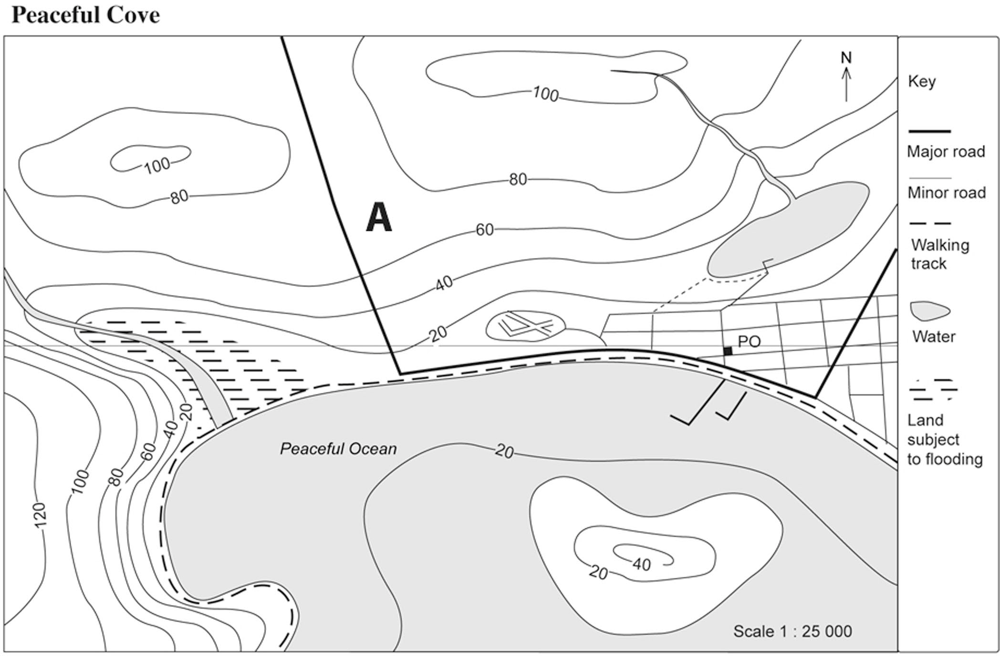 Peaceful Cove
N
100
100
80
80
A
60
40
20
PO
20
40
60
80
100
120
Peaceful Ocean
20
20
40
Scale 1 : 25 000
Key
Major road
Minor road
Walking
track
Water
Land
subject
to flooding